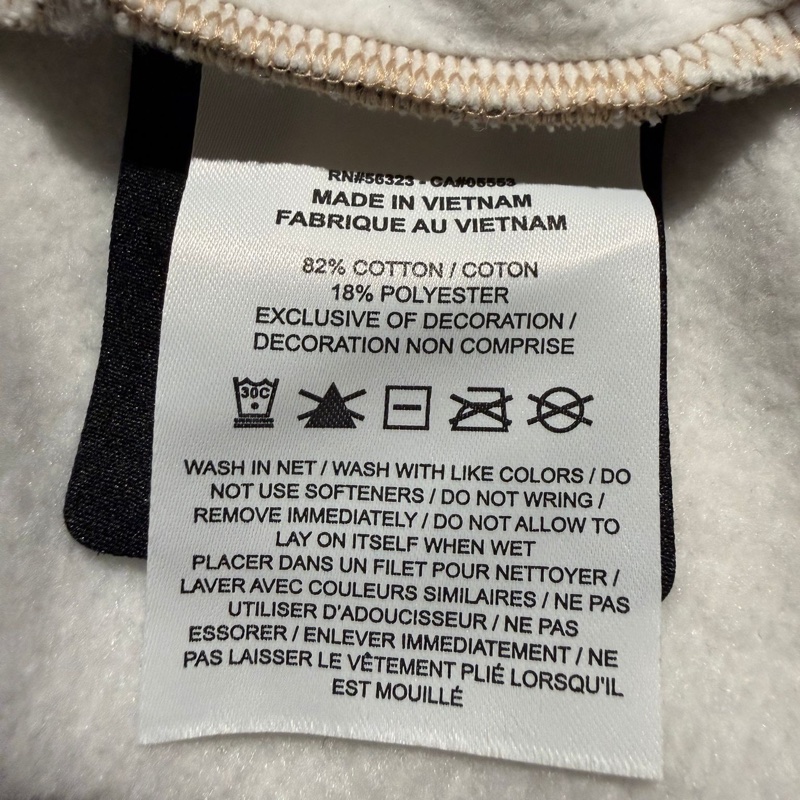 RN#56323 - CA#05553
MADE IN VIETNAM
FABRIQUE AU VIETNAM
82% COTTON / COTON
18% POLYESTER
EXCLUSIVE OF DECORATION /
DECORATION NON COMPRISE
30C
WASH IN NET / WASH WITH LIKE COLORS / DO
NOT USE SOFTENERS / DO NOT WRING /
REMOVE IMMEDIATELY / DO NOT ALLOW TO
LAY ON ITSELF WHEN WET
PLACER DANS UN FILET POUR NETTOYER /
LAVER AVEC COULEURS SIMILAIRES / NE PAS
UTILISER D'ADOUCISSEUR / NE PAS
ESSORER / ENLEVER IMMEDIATEMENT / NE
PAS LAISSER LE VÊTEMENT PLIÉ LORSQU'IL
EST MOUILLÉ